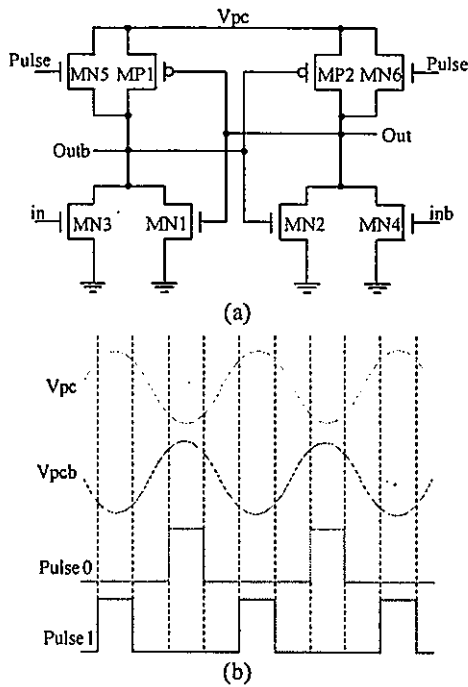 Vpc
Pulse MN5 MP1 MP2 MN6 Pulse
Outb Out
in MN3 MN1 MN2 MN4 inb
(a)
Vpc
Vpcb
Pulse 0
Pulse 1
(b)